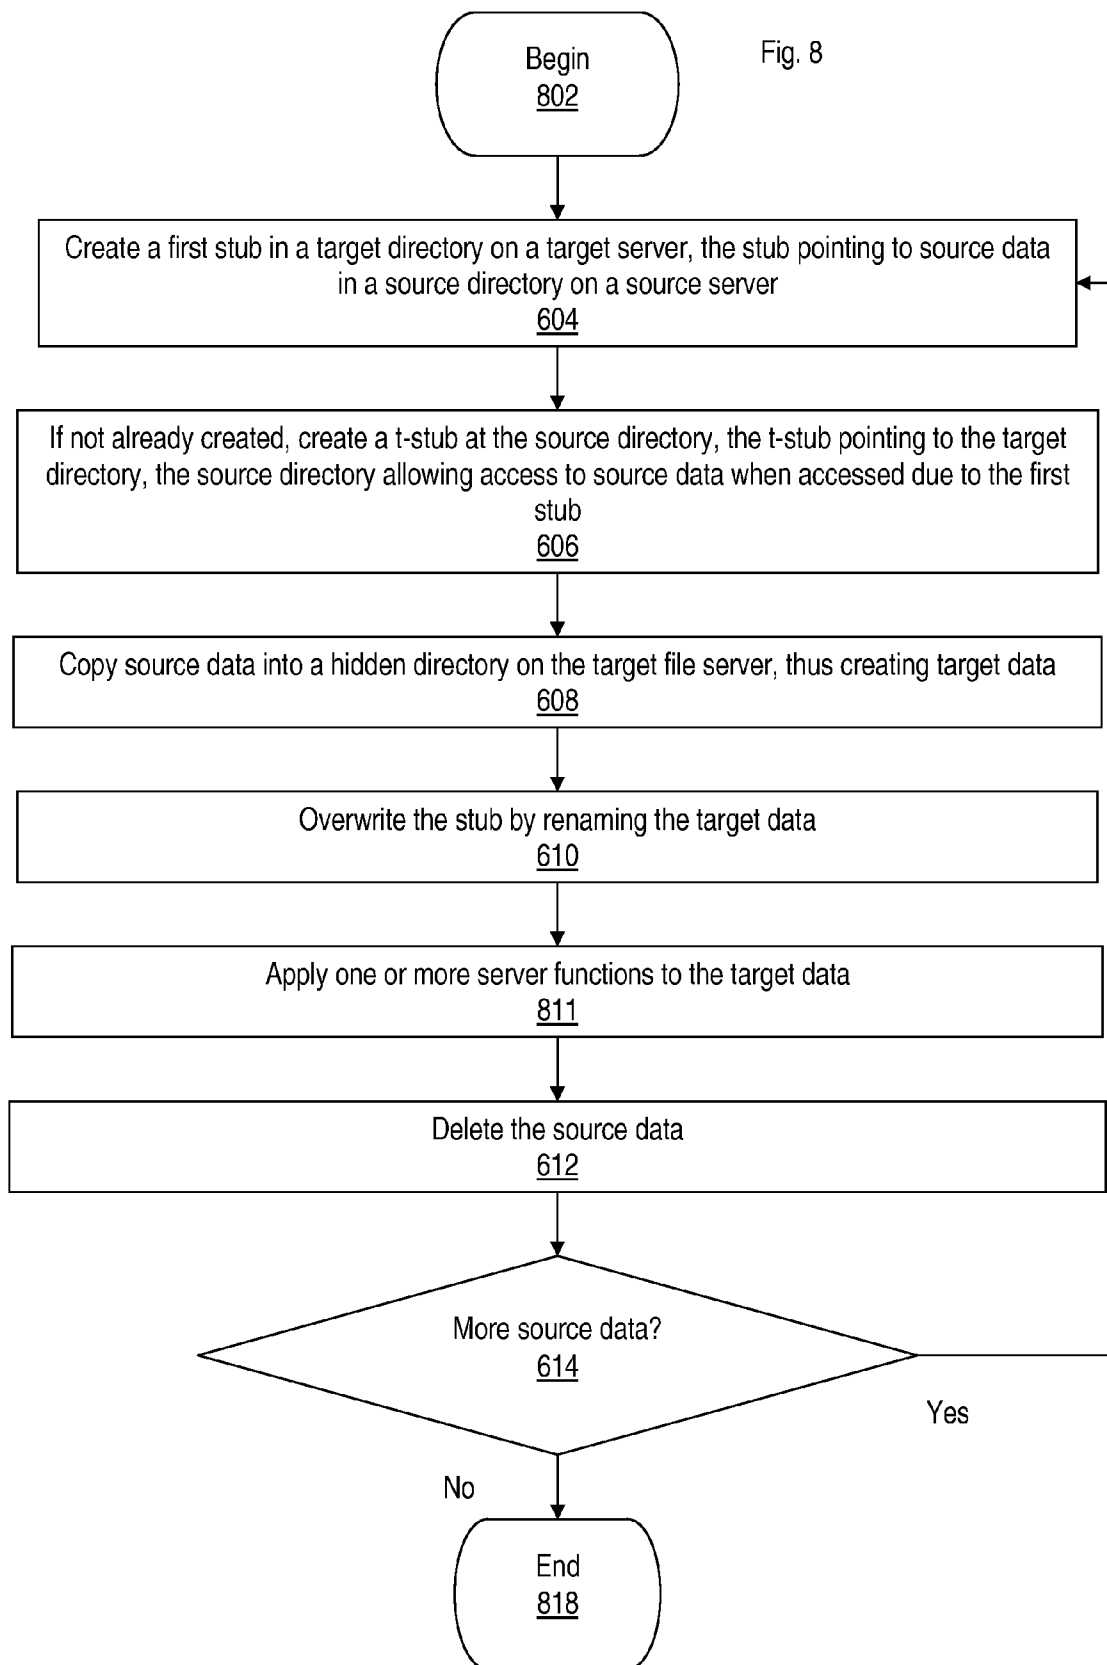 Fig. 8
Begin
802
Create a first stub in a target directory on a target server, the stub pointing to source data
in a source directory on a source server
604
If not already created, create a t-stub at the source directory, the t-stub pointing to the target
directory, the source directory allowing access to source data when accessed due to the first
stub
606
Copy source data into a hidden directory on the target file server, thus creating target data
608
Overwrite the stub by renaming the target data
610
Apply one or more server functions to the target data
811
Delete the source data
612
More source data?
614
Yes
No
End
818